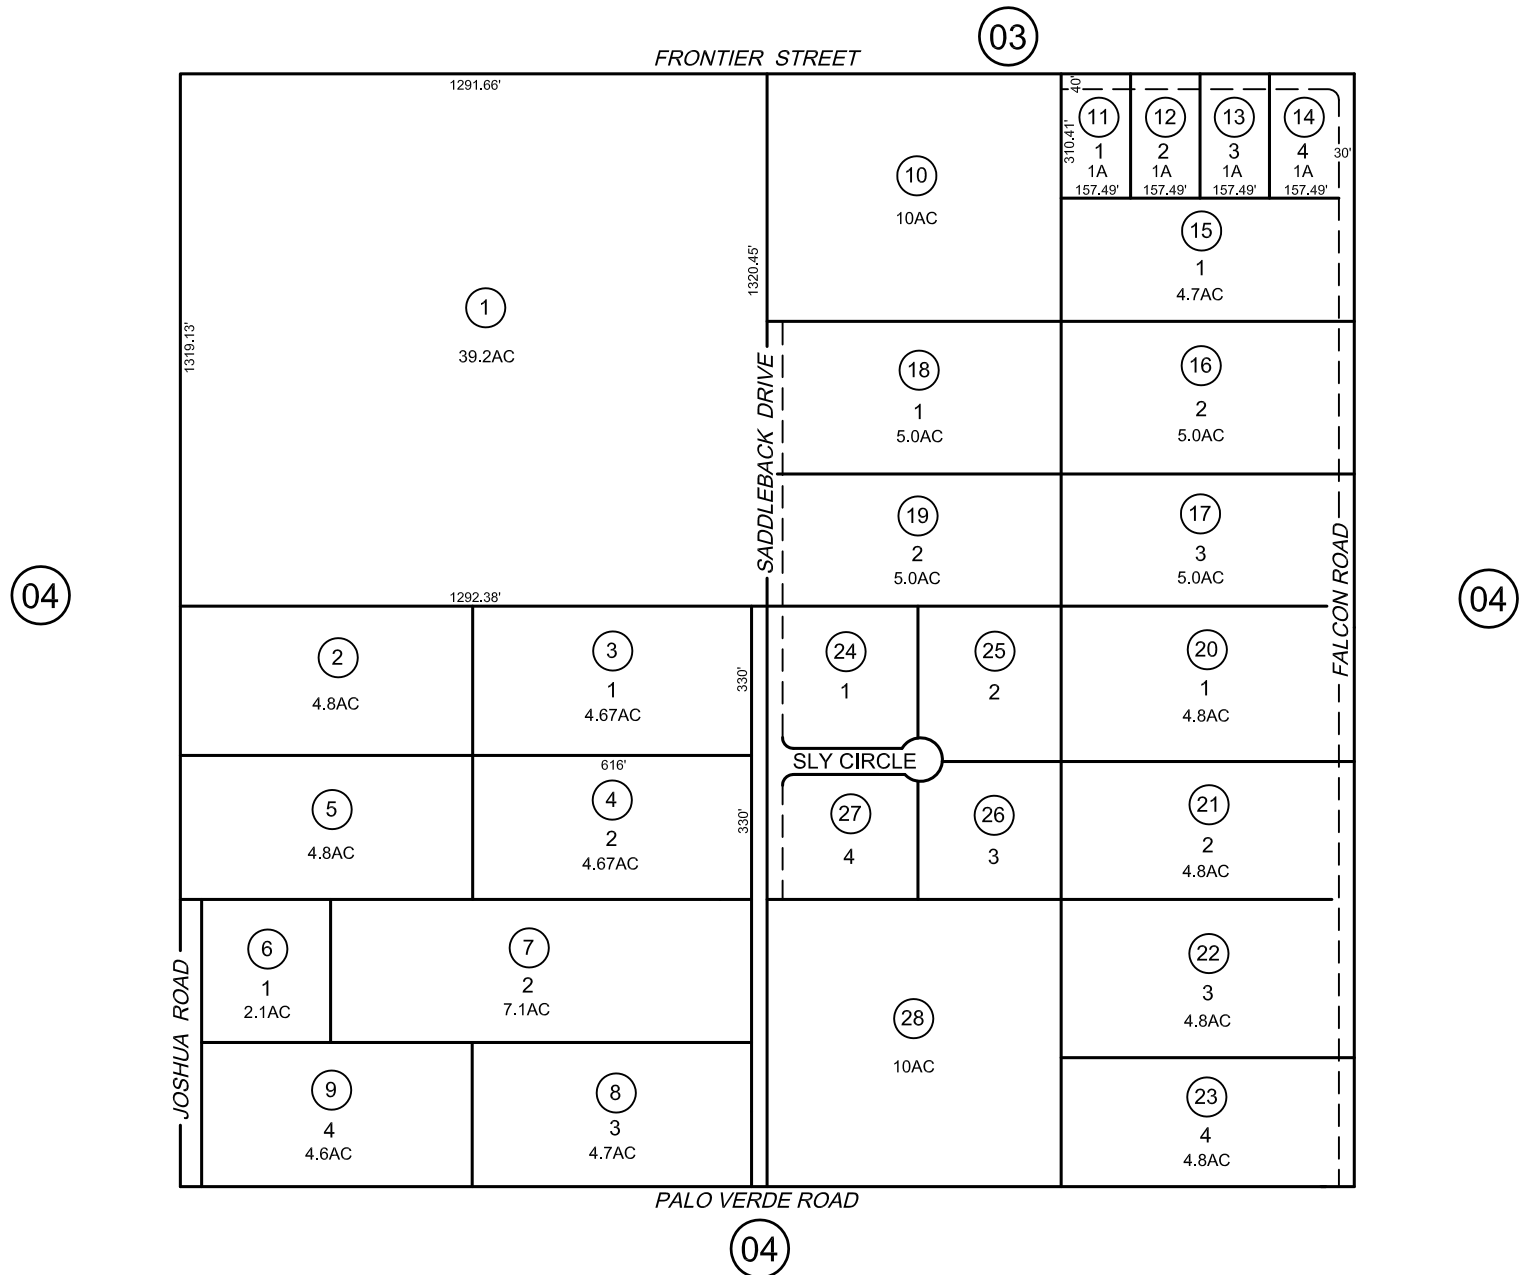 03
FRONTIER STREET
1291.66'
1319.13'
1
39.2AC
1320.45'
1292.38'
10
10AC
40'
310.41'
11
1
1A
157.49'
12
2
1A
157.49'
13
3
1A
157.49'
14
4
1A
157.49'
30'
15
1
4.7AC
SADDLEBACK DRIVE
18
1
5.0AC
16
2
5.0AC
19
2
5.0AC
17
3
5.0AC
FALCON ROAD
04
04
2
4.8AC
3
1
4.67AC
330'
24
1
25
2
20
1
4.8AC
SLY CIRCLE
5
4.8AC
616'
4
2
4.67AC
330'
27
4
26
3
21
2
4.8AC
JOSHUA ROAD
6
1
2.1AC
7
2
7.1AC
28
10AC
22
3
4.8AC
9
4
4.6AC
8
3
4.7AC
23
4
4.8AC
PALO VERDE ROAD
04